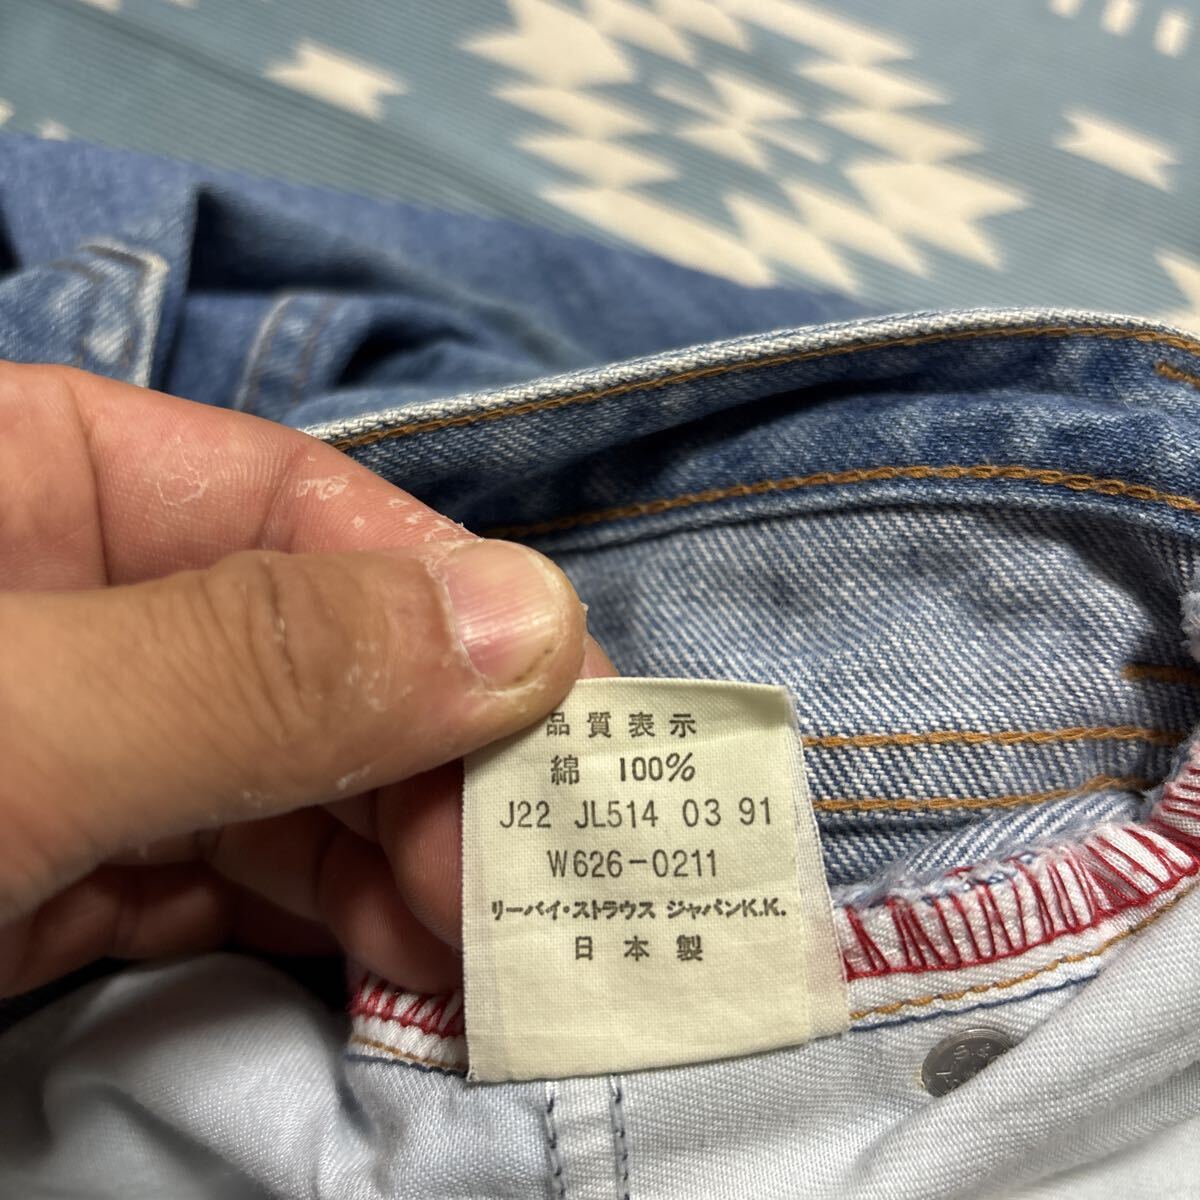 品質表示
綿 100%
J22 JL514 03 91
W626-0211
リーバイ・ストラウス ジャパンK.K.
日本製